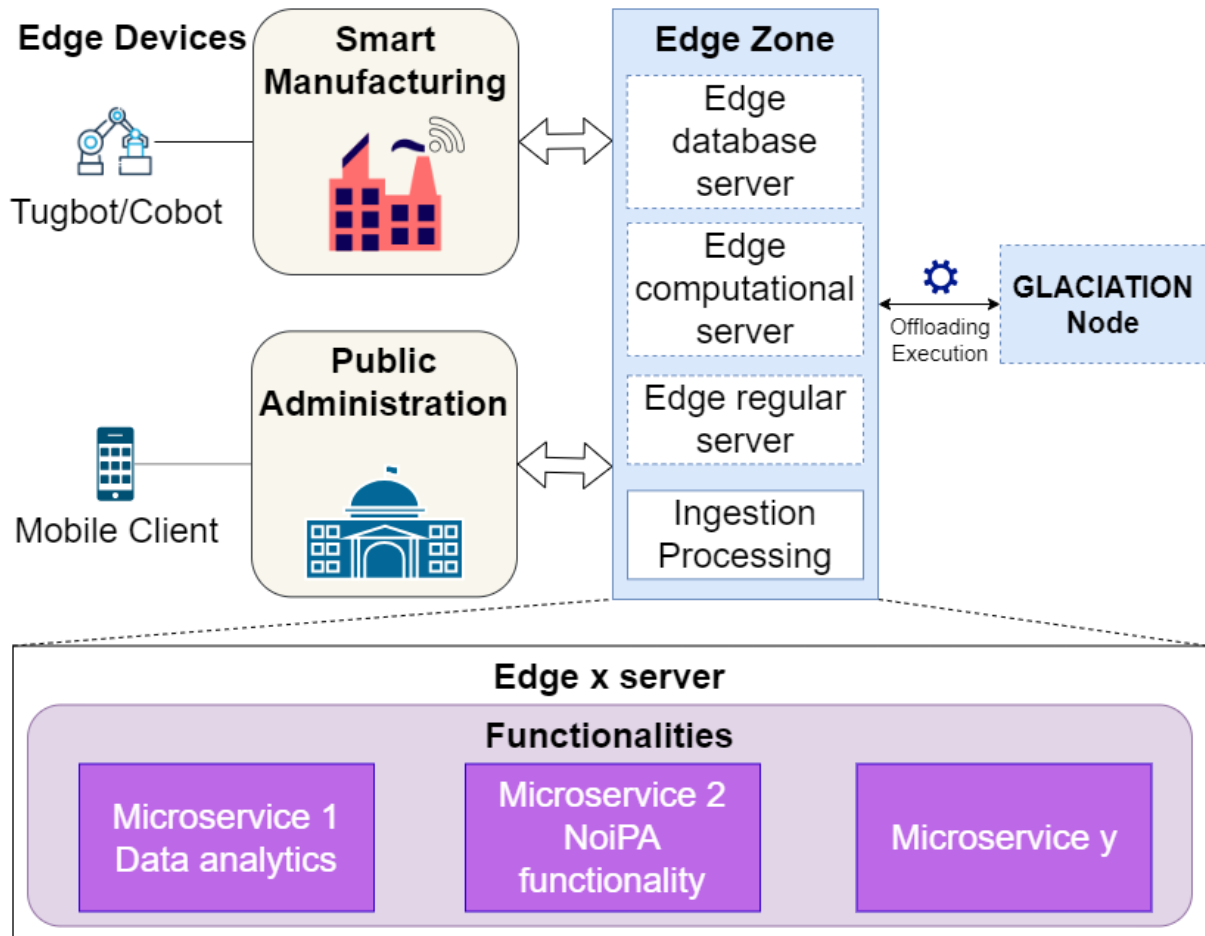 Edge Devices
Tugbot/Cobot
Mobile Client
Smart
Manufacturing
Public
Administration
Edge Zone
Edge
database
server
Edge
computational
server
Edge regular
server
Ingestion
Processing
Offloading
Execution
GLACIATION
Node
Edge x server
Functionalities
Microservice 1
Data analytics
Microservice 2
NoiPA
functionality
Microservice y